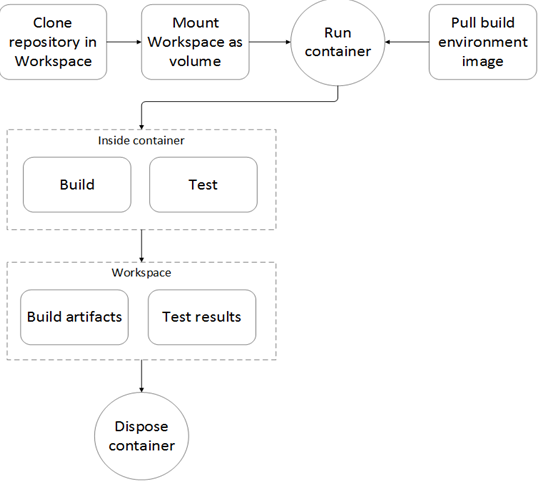 Clone
repository in
Workspace
Mount
Workspace as
volume
Run
container
Pull build
environment
image
Inside container
Build
Test
Workspace
Build artifacts
Test results
Dispose
container